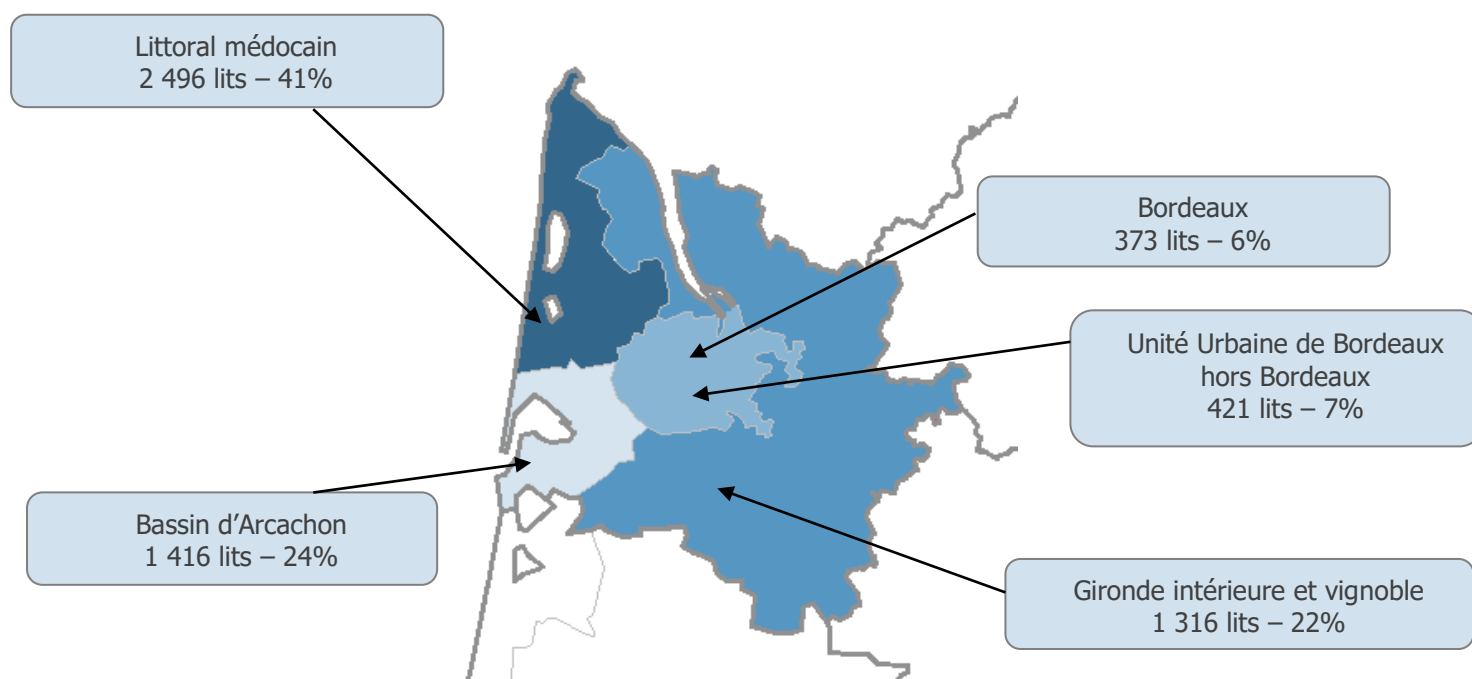 Littoral médocain
2 496 lits – 41%
Bordeaux
373 lits – 6%
Unité Urbaine de Bordeaux
hors Bordeaux
421 lits – 7%
Bassin d’Arcachon
1 416 lits – 24%
Gironde intérieure et vignoble
1 316 lits – 22%